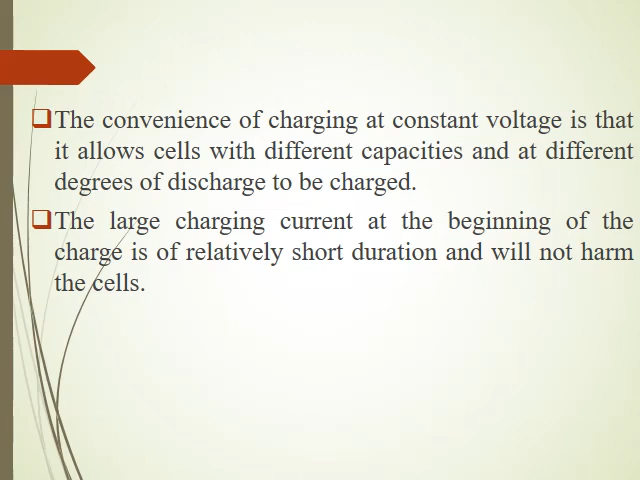 ❑The convenience of charging at constant voltage is that
it allows cells with different capacities and at different
degrees of discharge to be charged.
❑The large charging current at the beginning of the
charge is of relatively short duration and will not harm
the cells.